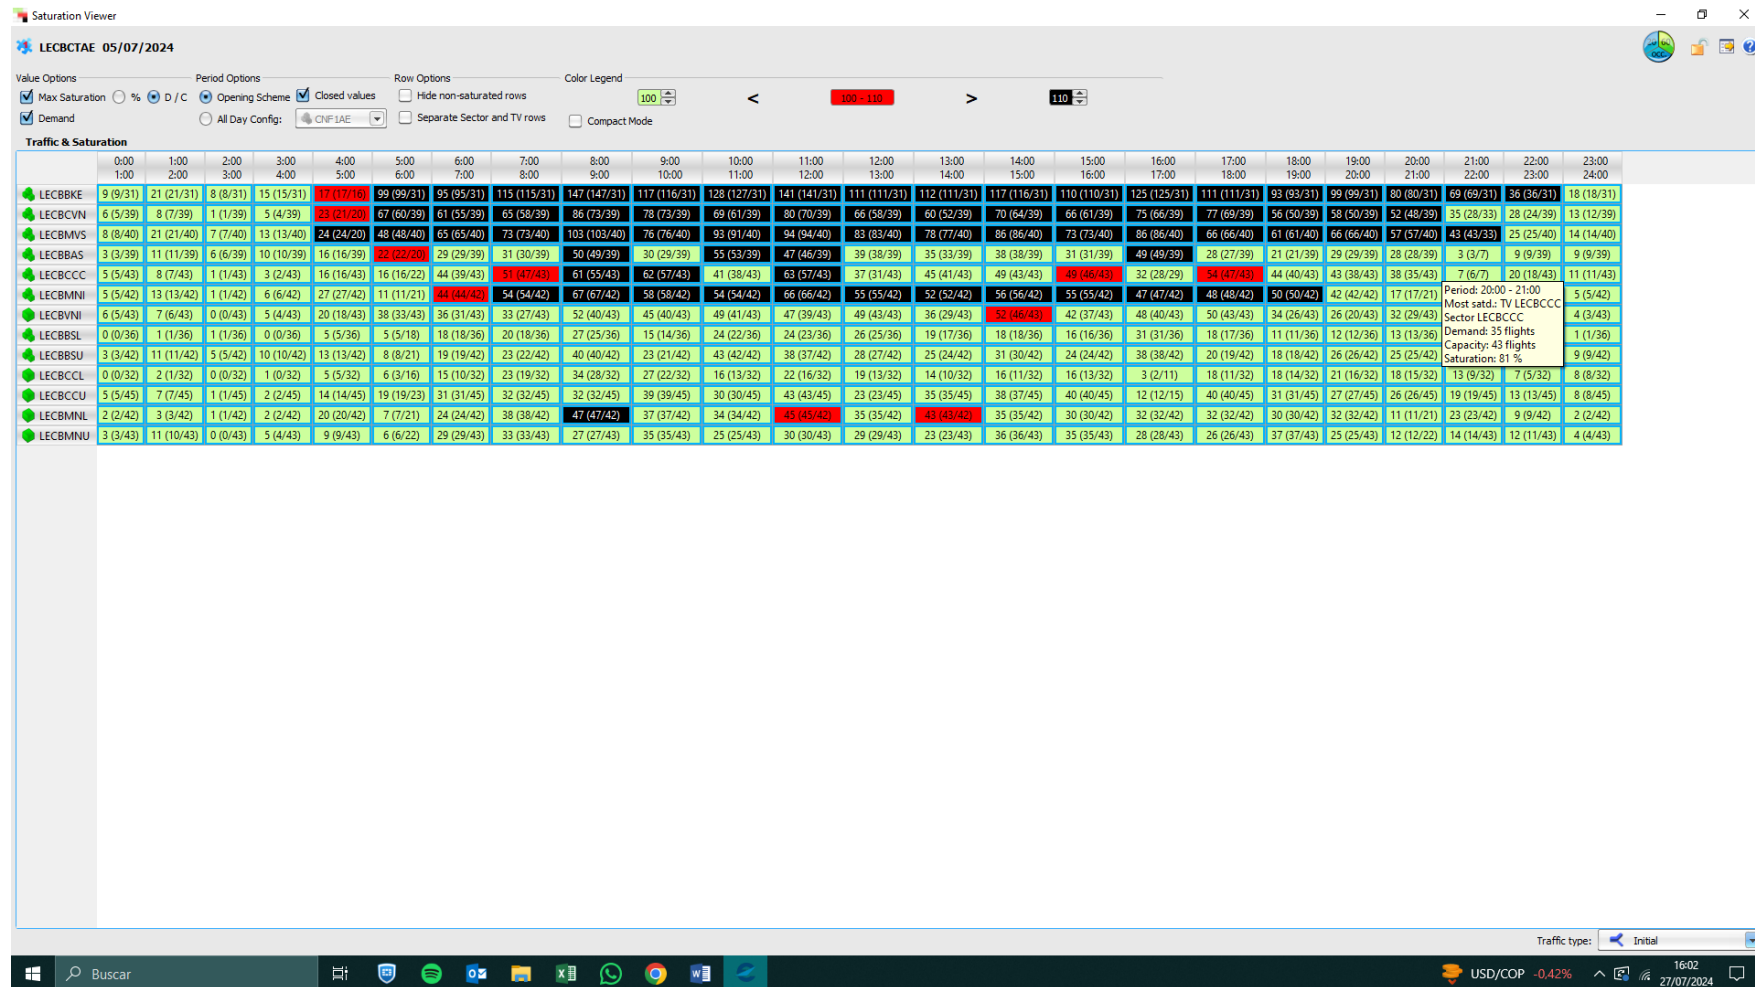 Saturation Viewer
LECBCTAE 05/07/2024
Value Options Period Options Row Options Color Legend
Max Saturation % D / C Opening Scheme Closed values Hide non-saturated rows 100 < 100 - 110 > 110
Demand All Day Config: CNF1AE Separate Sector and TV rows Compact Mode
Traffic & Saturation
0:00 1:00 2:00 3:00 4:00 5:00 6:00 7:00 8:00 9:00 10:00 11:00 12:00 13:00 14:00 15:00 16:00 17:00 18:00 19:00 20:00 21:00 22:00 23:00
1:00 2:00 3:00 4:00 5:00 6:00 7:00 8:00 9:00 10:00 11:00 12:00 13:00 14:00 15:00 16:00 17:00 18:00 19:00 20:00 21:00 22:00 23:00 24:00
LECBBKE 9 (9/31) 21 (21/31) 8 (8/31) 15 (15/31) 17 (17/16) 99 (99/31) 95 (95/31) 115 (115/31) 147 (147/31) 117 (116/31) 128 (127/31) 141 (141/31) 111 (111/31) 112 (111/31) 117 (116/31) 110 (110/31) 125 (125/31) 111 (111/31) 93 (93/31) 99 (99/31) 80 (80/31) 69 (69/31) 36 (36/31) 18 (18/31)
LECBCVN 6 (5/39) 8 (7/39) 1 (1/39) 5 (4/39) 23 (21/20) 67 (60/39) 61 (55/39) 65 (58/39) 86 (73/39) 78 (73/39) 69 (61/39) 80 (70/39) 66 (58/39) 60 (52/39) 70 (64/39) 66 (61/39) 75 (66/39) 77 (69/39) 56 (50/39) 58 (50/39) 52 (48/39) 35 (28/33) 28 (24/39) 13 (12/39)
LECBMVS 8 (8/40) 21 (21/40) 7 (7/40) 13 (13/40) 24 (24/20) 48 (48/40) 65 (65/40) 73 (73/40) 103 (103/40) 76 (76/40) 93 (91/40) 94 (94/40) 83 (83/40) 78 (77/40) 86 (86/40) 73 (73/40) 86 (86/40) 66 (66/40) 61 (61/40) 66 (66/40) 57 (57/40) 43 (43/33) 25 (25/40) 14 (14/40)
LECBBAS 3 (3/39) 11 (11/39) 6 (6/39) 10 (10/39) 16 (16/39) 22 (22/20) 29 (29/39) 31 (30/39) 50 (49/39) 30 (29/39) 55 (53/39) 47 (46/39) 39 (38/39) 35 (33/39) 38 (38/39) 31 (31/39) 49 (49/39) 28 (27/39) 21 (21/39) 29 (29/39) 28 (28/39) 3 (3/7) 9 (9/39) 9 (9/39)
LECBCCC 5 (5/43) 8 (7/43) 1 (1/43) 3 (2/43) 16 (16/43) 16 (16/22) 44 (39/43) 51 (47/43) 61 (55/43) 62 (57/43) 41 (38/43) 63 (57/43) 37 (31/43) 45 (41/43) 49 (43/43) 49 (46/43) 32 (28/29) 54 (47/43) 44 (40/43) 43 (38/43) 38 (35/43) 7 (6/7) 20 (18/43) 11 (11/43)
LECBMNI 5 (5/42) 13 (13/42) 1 (1/42) 6 (6/42) 27 (27/42) 11 (11/21) 44 (44/42) 54 (54/42) 67 (67/42) 58 (58/42) 54 (54/42) 66 (66/42) 55 (55/42) 52 (52/42) 56 (56/42) 55 (55/42) 47 (47/42) 48 (48/42) 50 (50/42) 42 (42/42) 17 (17/21) 5 (5/42)
LECBVNI 6 (5/43) 7 (6/43) 0 (0/43) 5 (4/43) 20 (18/43) 38 (33/43) 36 (31/43) 33 (27/43) 52 (40/43) 45 (40/43) 49 (41/43) 47 (39/43) 49 (43/43) 36 (29/43) 52 (46/43) 42 (37/43) 48 (40/43) 50 (43/43) 34 (26/43) 26 (20/43) 32 (29/43) 4 (3/43)
LECBBSL 0 (0/36) 1 (1/36) 1 (1/36) 0 (0/36) 5 (5/36) 5 (5/18) 18 (18/36) 20 (18/36) 27 (25/36) 15 (14/36) 24 (22/36) 24 (23/36) 26 (25/36) 19 (17/36) 18 (18/36) 16 (16/36) 31 (31/36) 18 (17/36) 11 (11/36) 12 (12/36) 13 (13/36) 1 (1/36)
LECBBSU 3 (3/42) 11 (11/42) 5 (5/42) 10 (10/42) 13 (13/42) 8 (8/21) 19 (19/42) 23 (22/42) 40 (40/42) 23 (21/42) 43 (42/42) 38 (37/42) 28 (27/42) 25 (24/42) 31 (30/42) 24 (24/42) 38 (38/42) 20 (19/42) 18 (18/42) 26 (26/42) 25 (25/42) 9 (9/42)
Period: 20:00 - 21:00
Most satd.: TV LECBCCC
Sector LECBCCC
Demand: 35 flights
Capacity: 43 flights
Saturation: 81 %
LECBCCL 0 (0/32) 2 (1/32) 0 (0/32) 1 (0/32) 5 (5/32) 6 (3/16) 15 (10/32) 23 (19/32) 34 (28/32) 27 (22/32) 16 (13/32) 22 (16/32) 19 (13/32) 14 (10/32) 16 (11/32) 16 (13/32) 3 (2/11) 18 (11/32) 18 (14/32) 21 (16/32) 18 (15/32) 13 (9/32) 7 (5/32) 8 (8/32)
LECBCCU 5 (5/45) 7 (7/45) 1 (1/45) 2 (2/45) 14 (14/45) 19 (19/23) 31 (31/45) 32 (32/45) 32 (32/45) 39 (39/45) 30 (30/45) 43 (43/45) 23 (23/45) 35 (35/45) 38 (37/45) 40 (40/45) 12 (12/15) 40 (40/45) 31 (31/45) 27 (27/45) 26 (26/45) 19 (19/45) 13 (13/45) 8 (8/45)
LECBMNL 2 (2/42) 3 (3/42) 1 (1/42) 2 (2/42) 20 (20/42) 7 (7/21) 24 (24/42) 38 (38/42) 47 (47/42) 37 (37/42) 34 (34/42) 45 (45/42) 35 (35/42) 43 (43/42) 35 (35/42) 30 (30/42) 32 (32/42) 32 (32/42) 30 (30/42) 32 (32/42) 11 (11/21) 23 (23/42) 9 (9/42) 2 (2/42)
LECBMNU 3 (3/43) 11 (10/43) 0 (0/43) 5 (4/43) 9 (9/43) 6 (6/22) 29 (29/43) 33 (33/43) 27 (27/43) 35 (35/43) 25 (25/43) 30 (30/43) 29 (29/43) 23 (23/43) 36 (36/43) 35 (35/43) 28 (28/43) 26 (26/43) 37 (37/43) 25 (25/43) 12 (12/22) 14 (14/43) 12 (11/43) 4 (4/43)
Traffic type: Initial
Buscar USD/COP -0,42% 16:02
27/07/2024